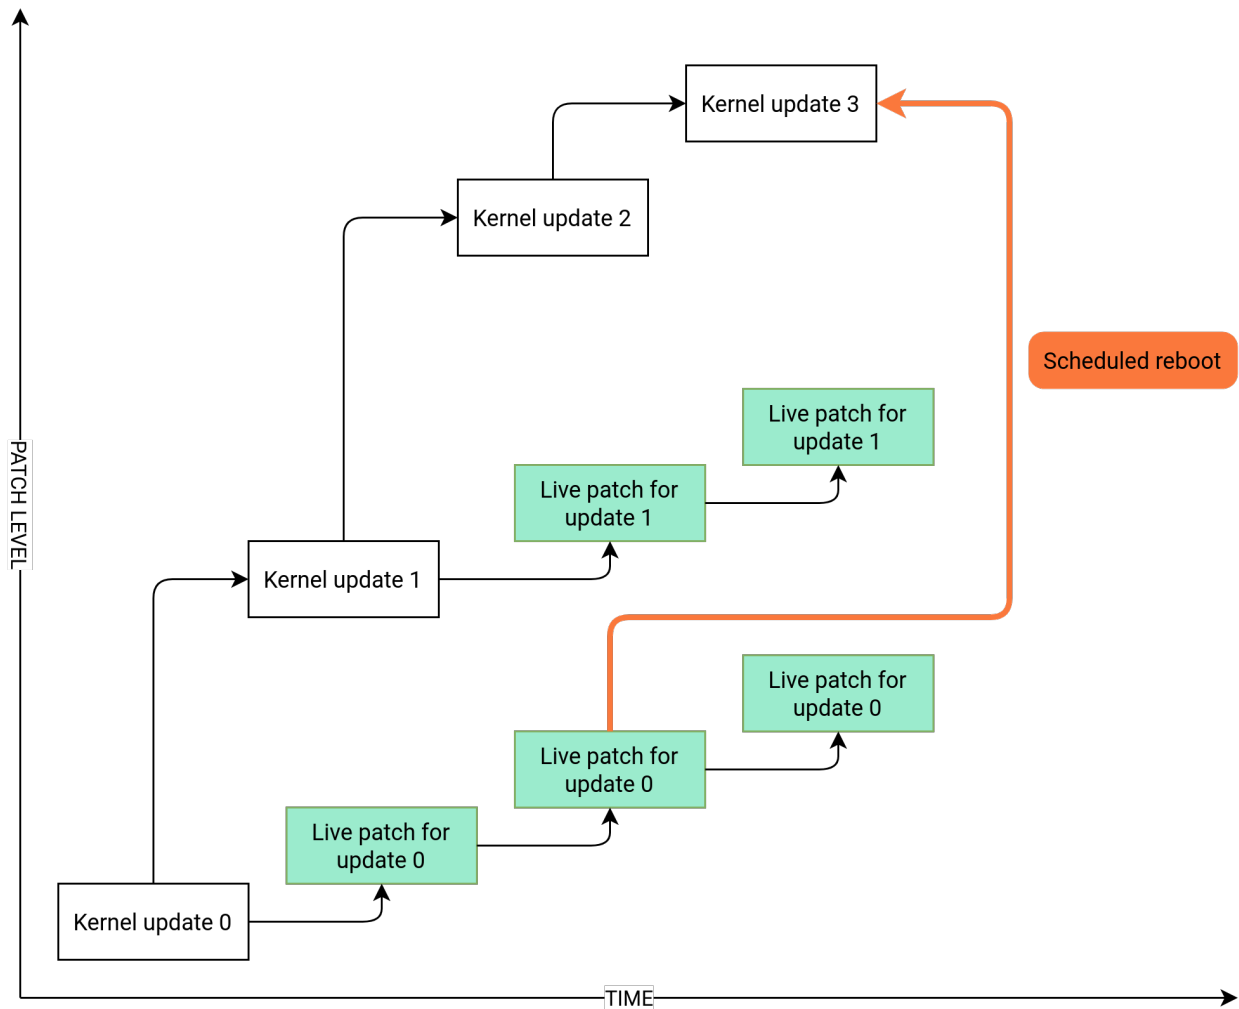 Kernel update 3
Kernel update 2
Scheduled reboot
Live patch for
update 1
Live patch for
update 1
PATCH LEVEL
Kernel update 1
Live patch for
update 0
Live patch for
update 0
Live patch for
update 0
Kernel update 0
TIME